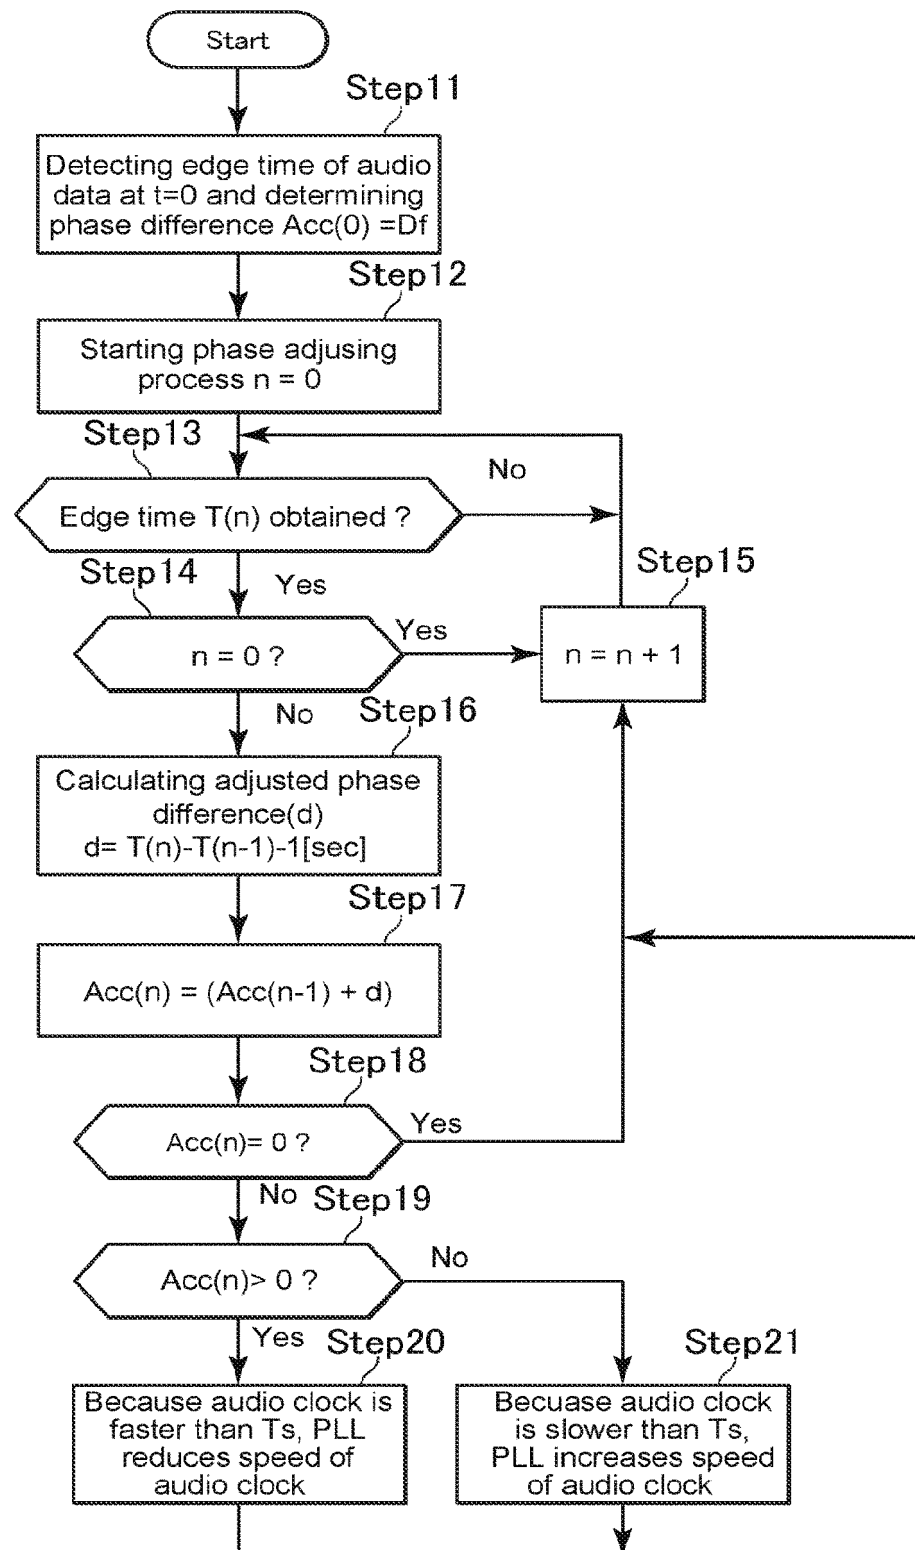 Start
Step11
Detecting edge time of audio
data at t=0 and determining
phase difference Acc(0) =Df
Step12
Starting phase adjusing
process n = 0
Step13
No
Edge time T(n) obtained ?
Step14
Yes
Step15
n = 0 ?
Yes
n = n + 1
No
Step16
Calculating adjusted phase
difference(d)
d= T(n)-T(n-1)-1[sec]
Step17
Acc(n) = (Acc(n-1) + d)
Step18
Acc(n)= 0 ?
Yes
No
Step19
Acc(n)> 0 ?
No
Yes
Step20
Because audio clock is
faster than Ts, PLL
reduces speed of
audio clock
Step21
Becuase audio clock
is slower than Ts,
PLL increases speed
of audio clock